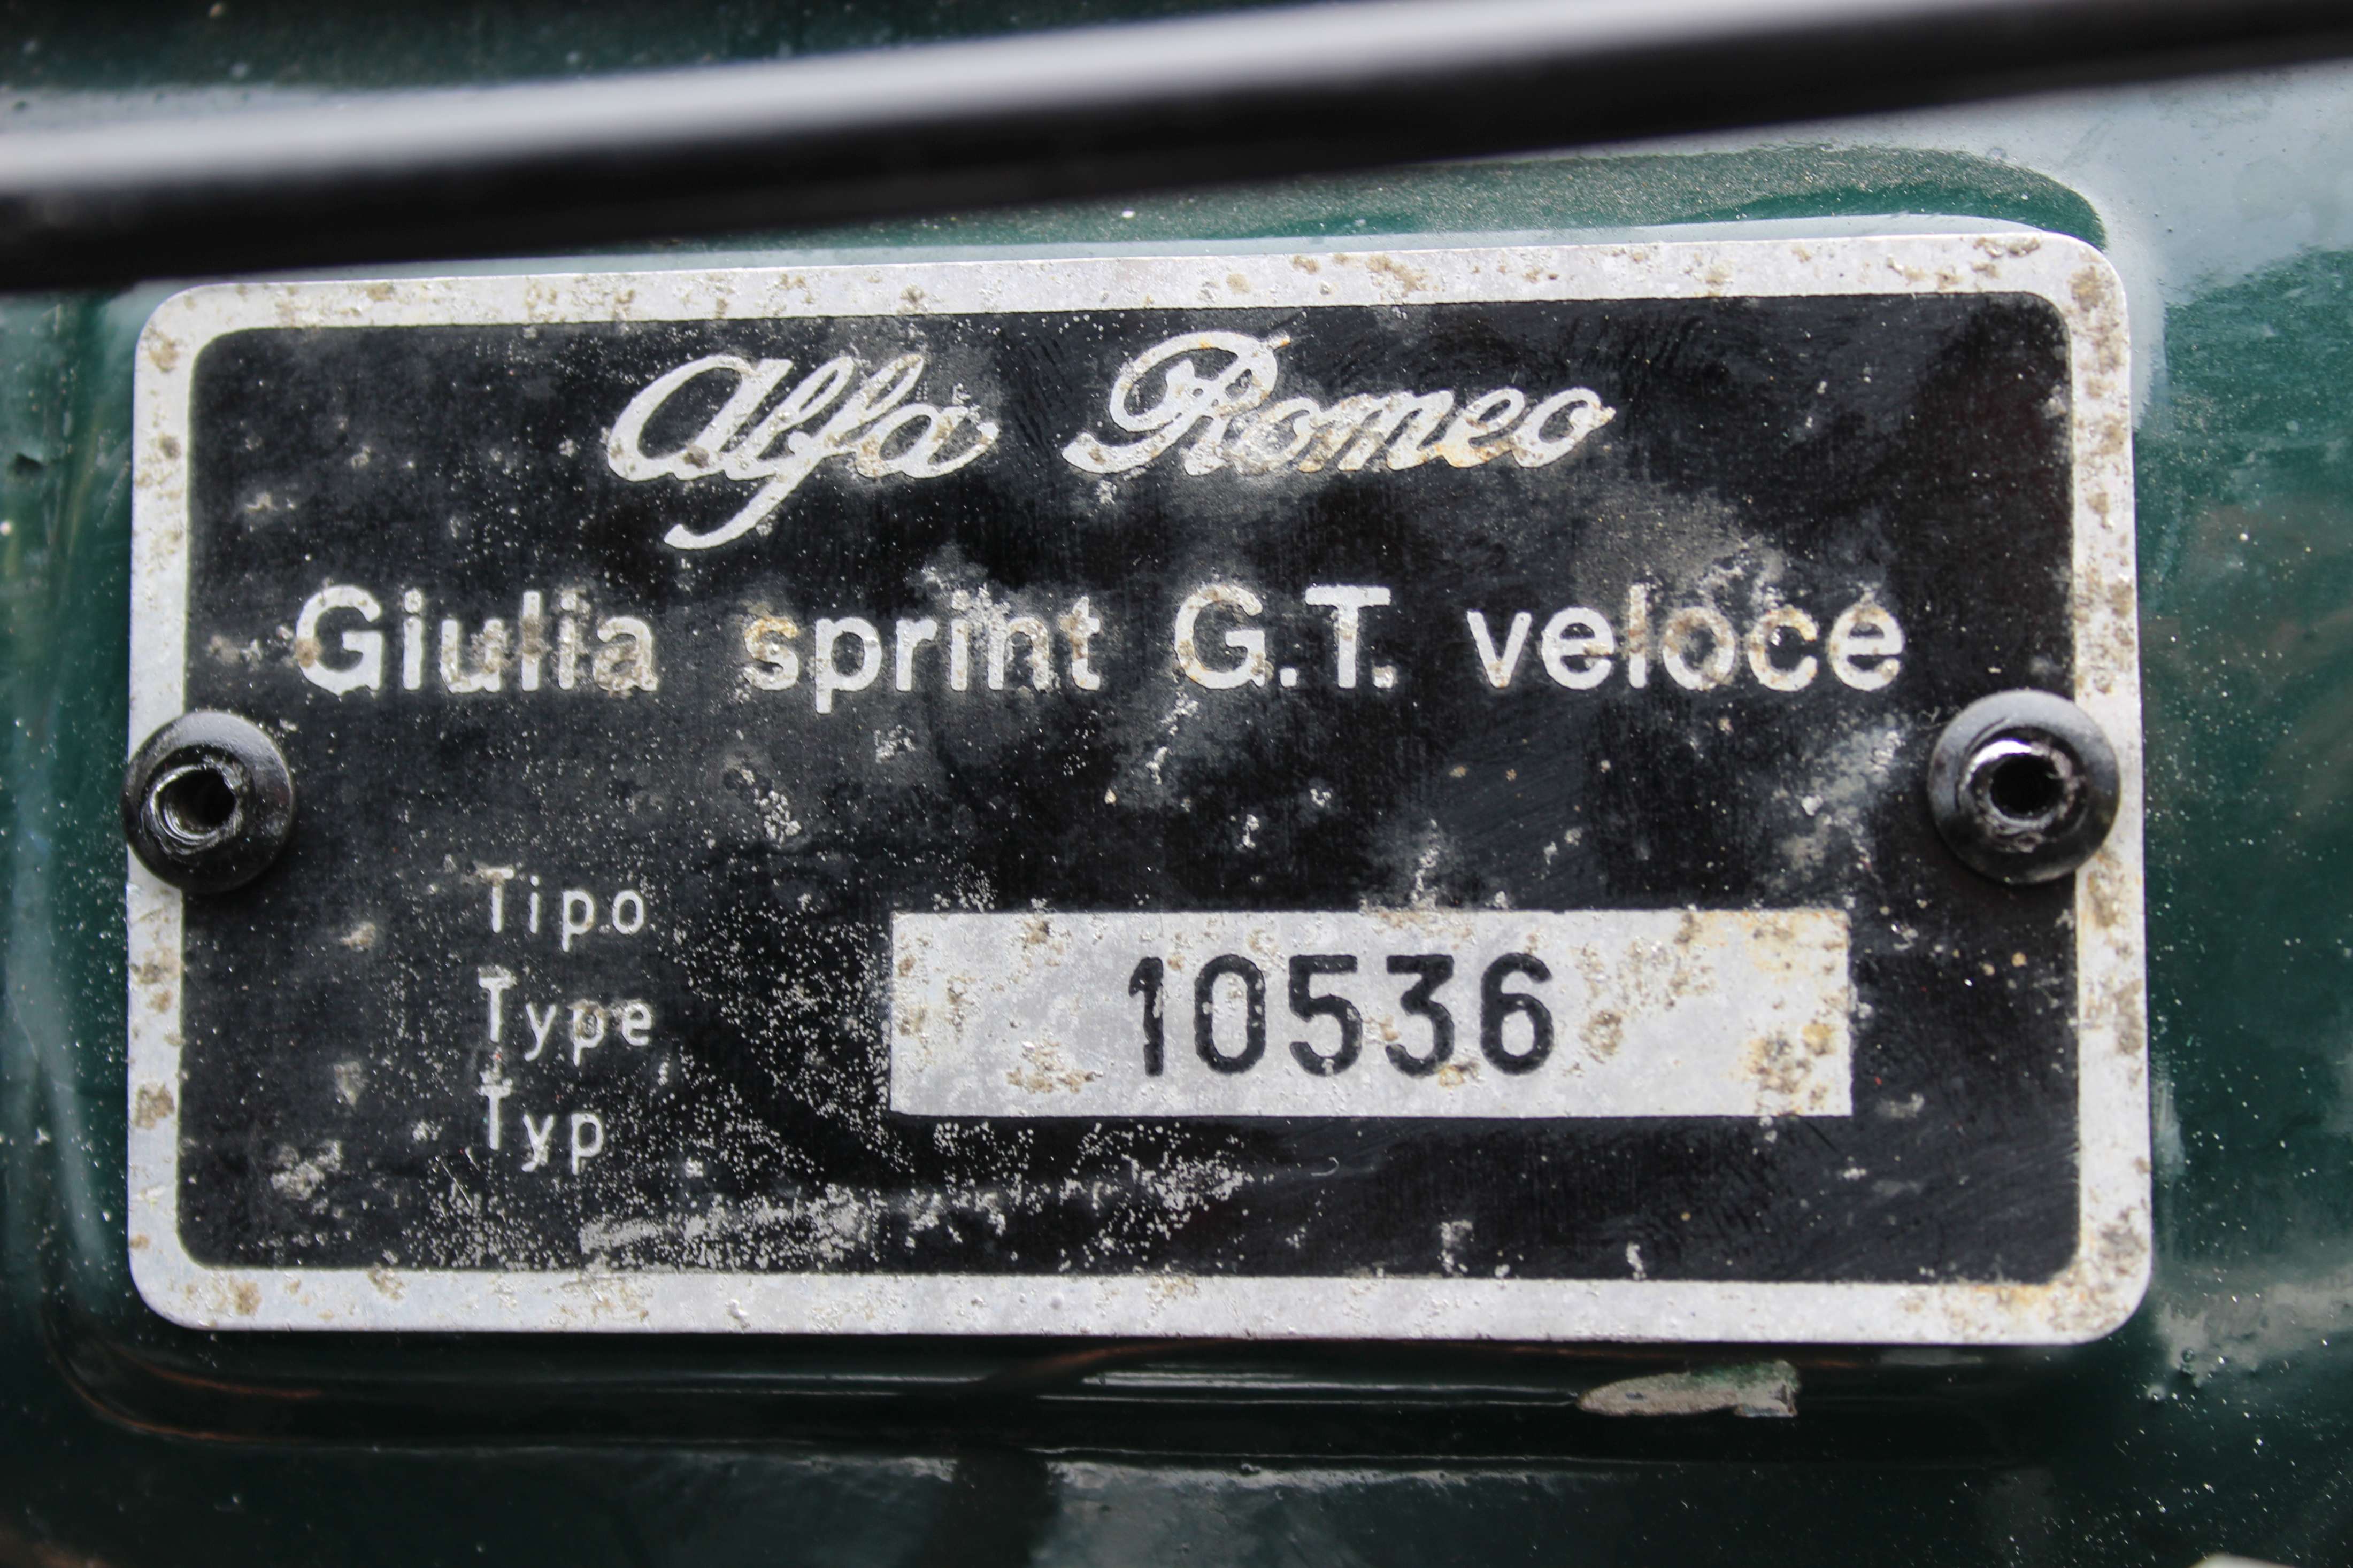 Alfa Romeo
Giulia sprint G.T. veloce
Tipo
Type
Typ
10536